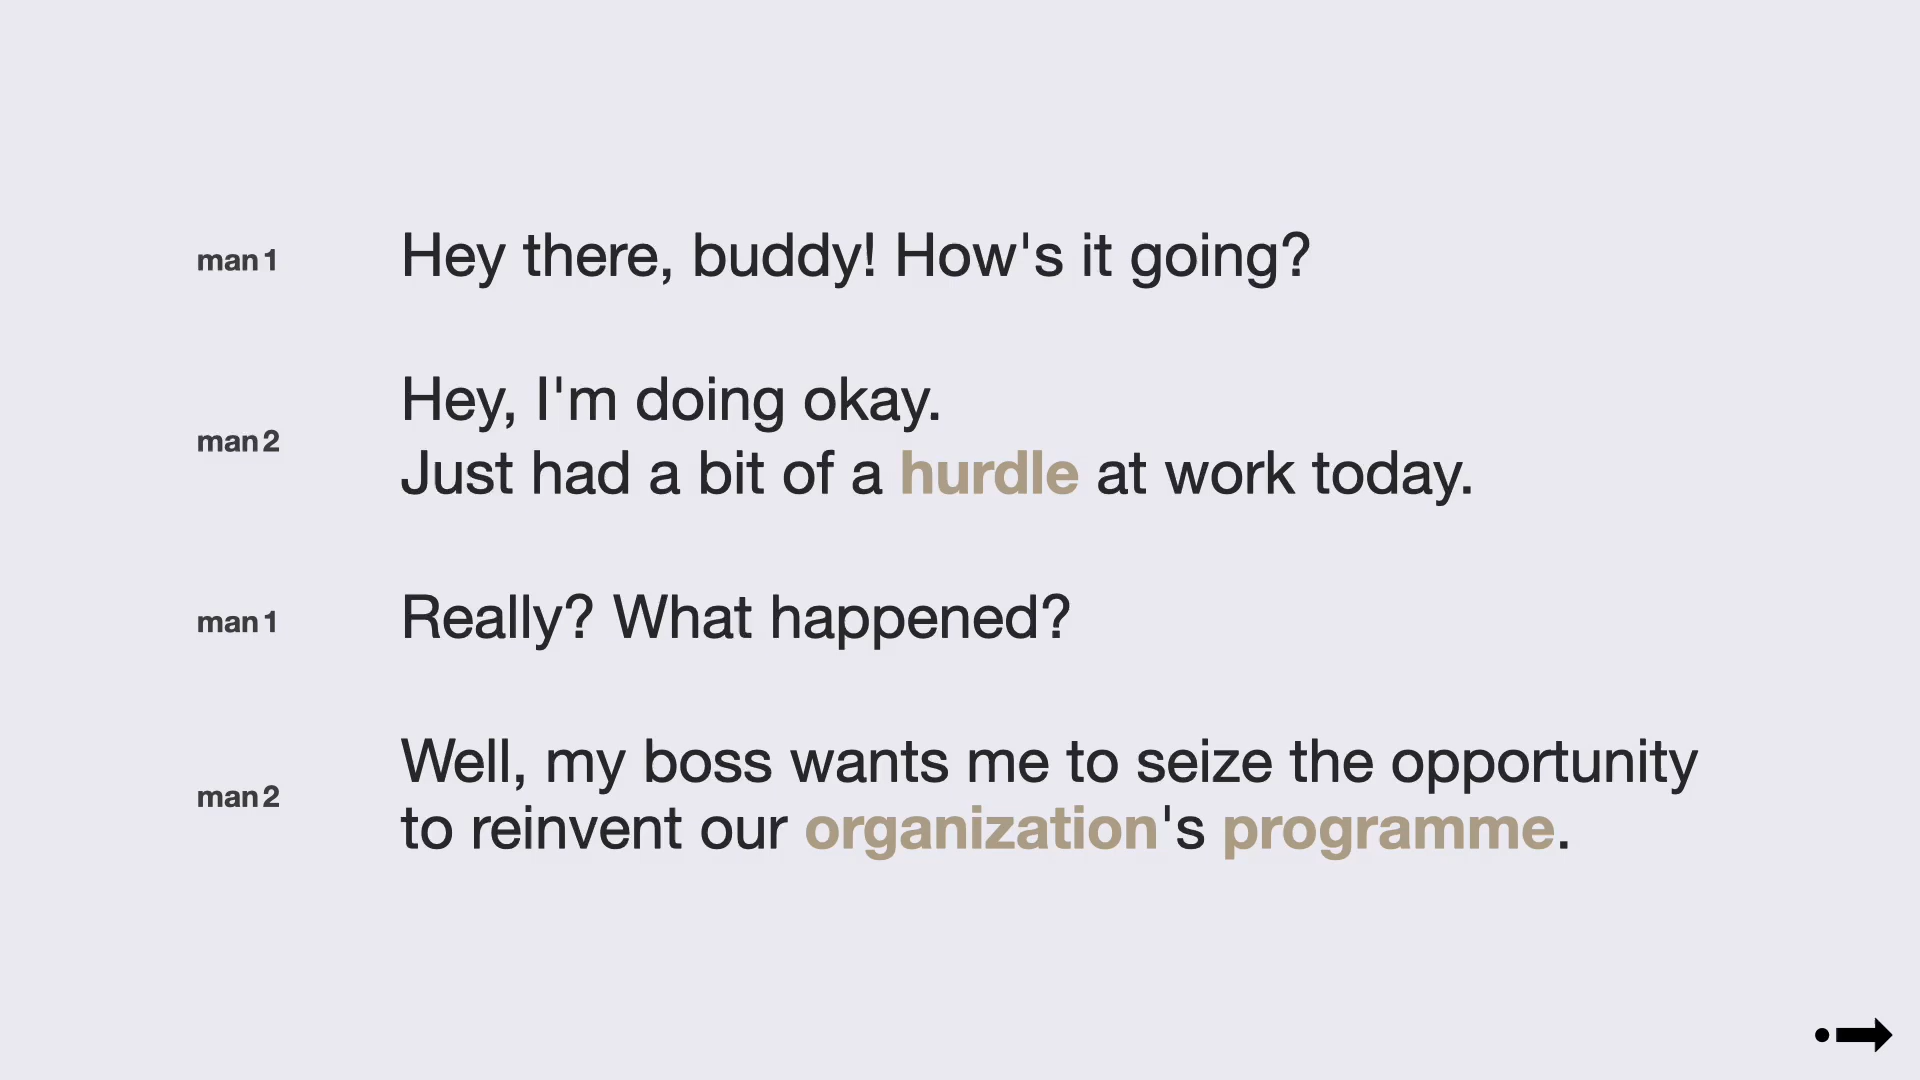 man 1
Hey there, buddy! How's it going?
man 2
Hey, I'm doing okay.
Just had a bit of a hurdle at work today.
man 1
Really? What happened?
man 2
Well, my boss wants me to seize the opportunity
to reinvent our organization's programme.